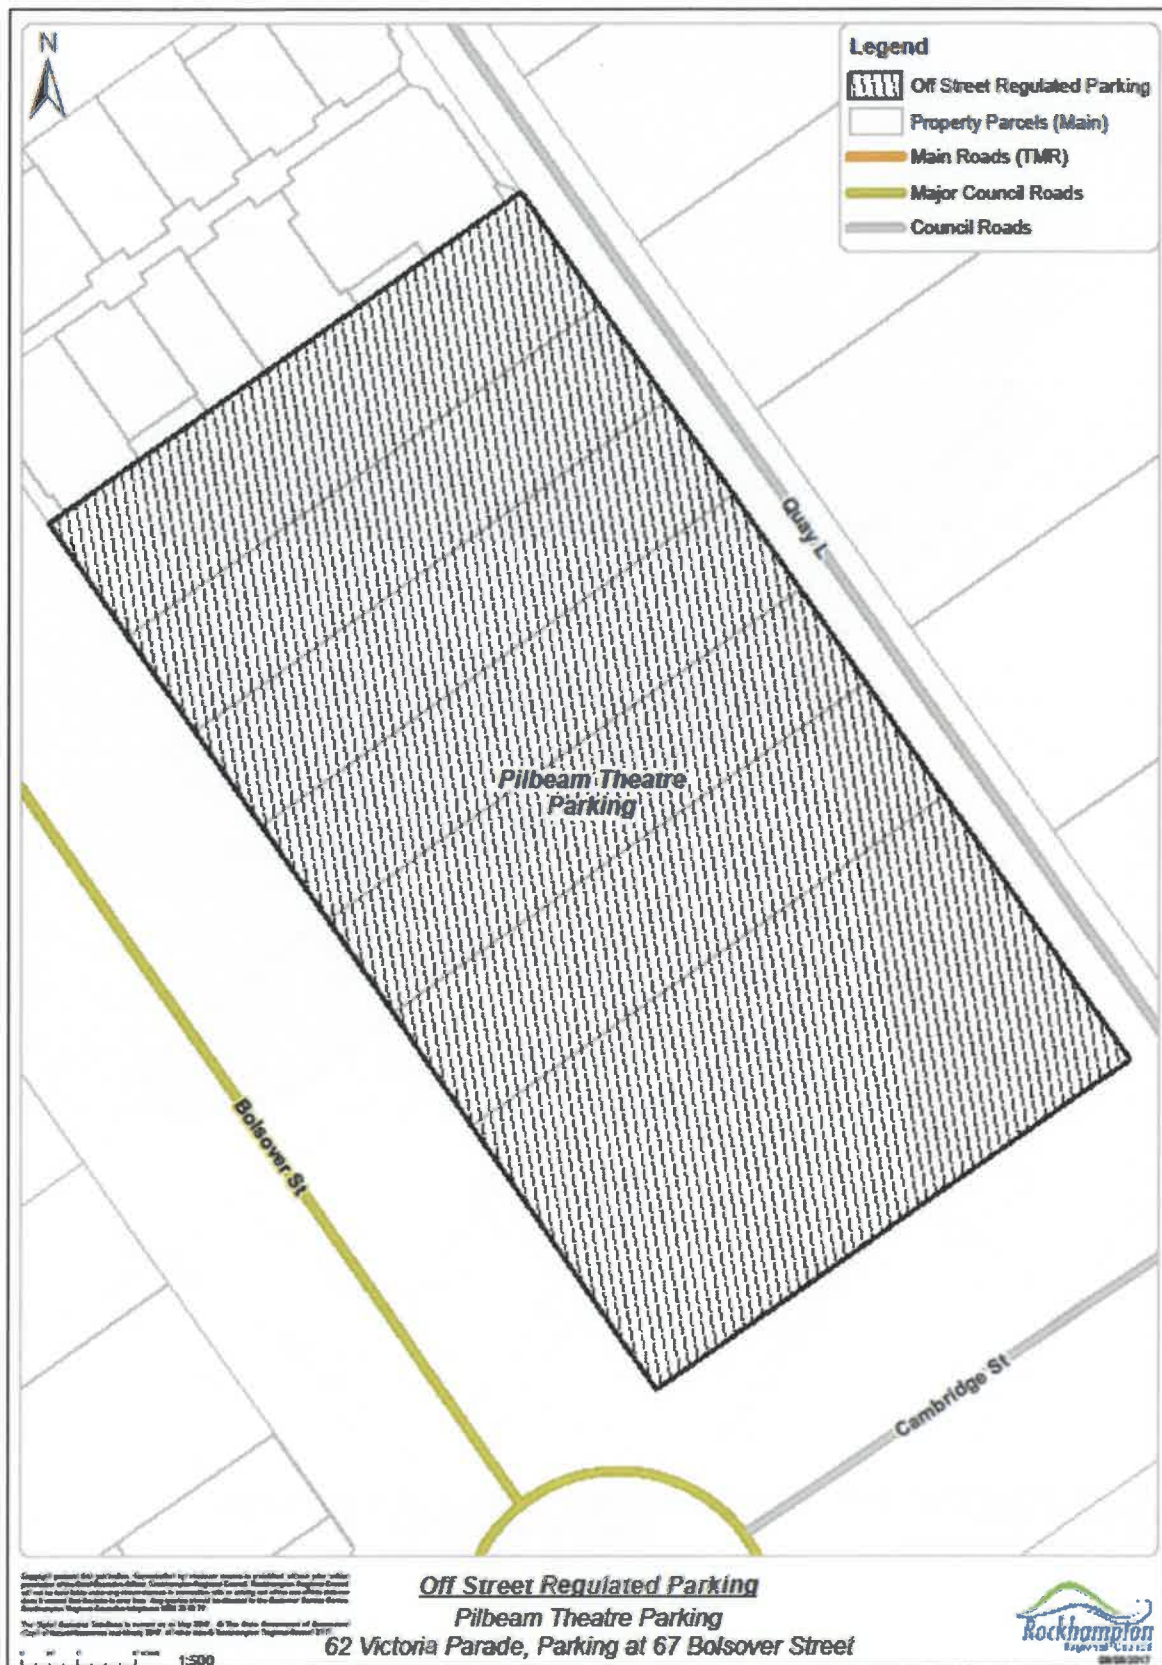 N
Legend
Off Street Regulated Parking
Property Parcels (Main)
Main Roads (TMR)
Major Council Roads
Council Roads
Quay L
Pilbeam Theatre
Parking
Bolsover St
Cambridge St
Off Street Regulated Parking
Pilbeam Theatre Parking
62 Victoria Parade, Parking at 67 Bolsover Street
1:500
Rockhampton
Regional Council